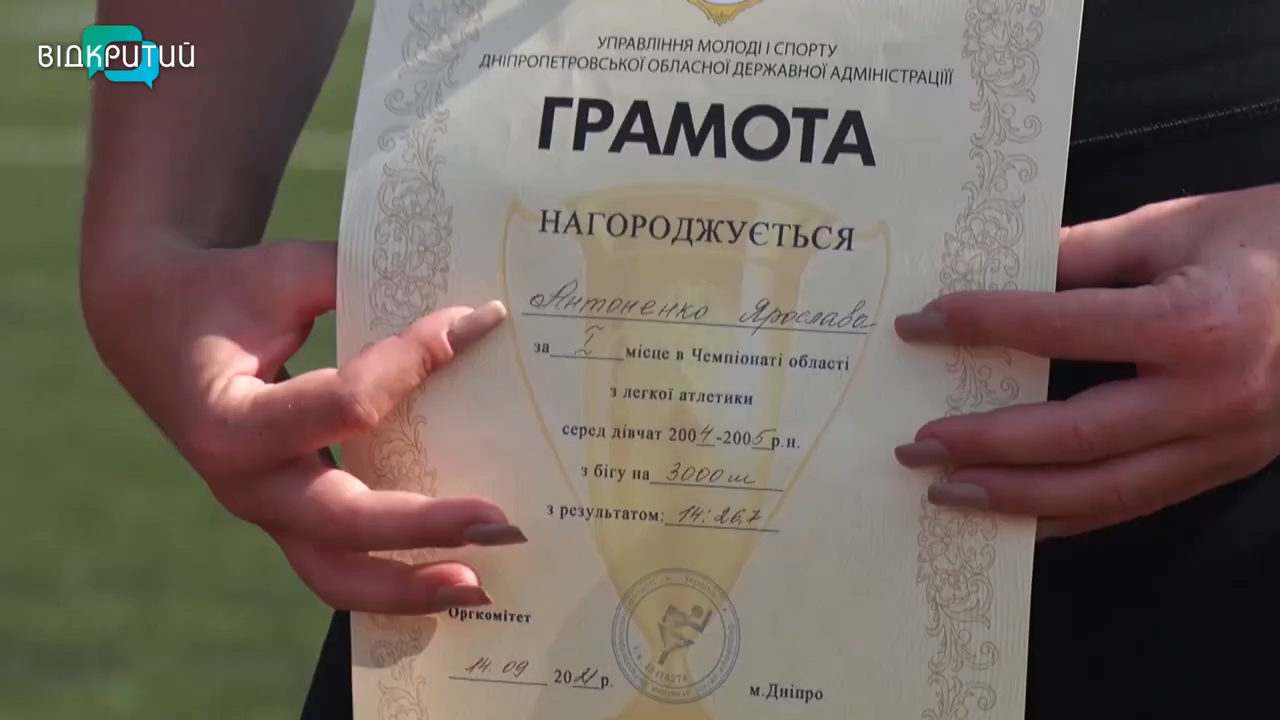 ВІДКРИТИЙ
УПРАВЛІННЯ МОЛОДІ І СПОРТУ
ДНІПРОПЕТРОВСЬКОЇ ОБЛАСНОЇ ДЕРЖАВНОЇ АДМІНІСТРАЦІЇ
ГРАМОТА
НАГОРОДЖУЄТЬСЯ
Антоненко Ярослава
за I місце в Чемпіонаті області
з легкої атлетики
серед дівчат 2004-2005 р.н.
з бігу на 3000 м
з результатом: 14:26,7
Оргкомітет
14.09 2021 р.
м.Дніпро